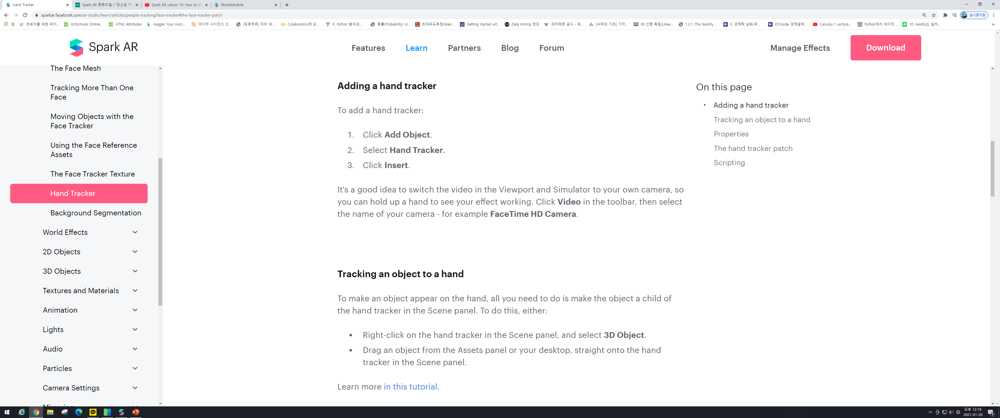 Hand Tracker
Spark AR 튜토리얼 | "당신은 어
Spark AR Lesson 10: How to Cr
BlocksModule
sparkar.facebook.com/ar-studio/learn/articles/people-tracking/face-tracker#the-face-tracker-patch
일시중지됨
앱
초보자를 위한 파이...
W3Schools Online...
HTML Attributes
Kaggle: Your Hom...
데이터 사이언스 스...
[프로젝트] 자바 네...
Colaboratory에 오...
R, Python 분석과...
확률(Probability) vs...
최대우도추정(Maxi...
Getting Started wit...
Data mining 정의
크라메르 공식 - 위...
[수학의 기초] 기저...
09 선형 독립(Linea...
1.3.1. The NumPy...
II. 경제학 심화(국...
DCinside 경제갤에...
Calculus 1 Lecture...
Python에서 데이터...
10. HeidiSQL 설치...
Spark AR
Features
Learn
Partners
Blog
Forum
Manage Effects
Download
The Face Mesh
Tracking More Than One
Face
Moving Objects with the
Face Tracker
Using the Face Reference
Assets
The Face Tracker Texture
Hand Tracker
Background Segmentation
World Effects
2D Objects
3D Objects
Textures and Materials
Animation
Lights
Audio
Particles
Camera Settings
Mirroring
Adding a hand tracker
To add a hand tracker:
1. Click Add Object.
2. Select Hand Tracker.
3. Click Insert.
It's a good idea to switch the video in the Viewport and Simulator to your own camera, so
you can hold up a hand to see your effect working. Click Video in the toolbar, then select
the name of your camera - for example FaceTime HD Camera.
Tracking an object to a hand
To make an object appear on the hand, all you need to do is make the object a child of
the hand tracker in the Scene panel. To do this, either:
• Right-click on the hand tracker in the Scene panel, and select 3D Object.
• Drag an object from the Assets panel or your desktop, straight onto the hand
tracker in the Scene panel.
Learn more in this tutorial.
On this page
• Adding a hand tracker
Tracking an object to a hand
Properties
The hand tracker patch
Scripting
오후 12:19
2021-01-20